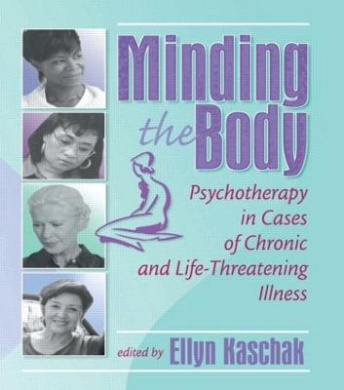 Minding
the Body
Psychotherapy
in Cases
of Chronic
and Life-Threatening
Illness
edited by Ellyn Kaschak